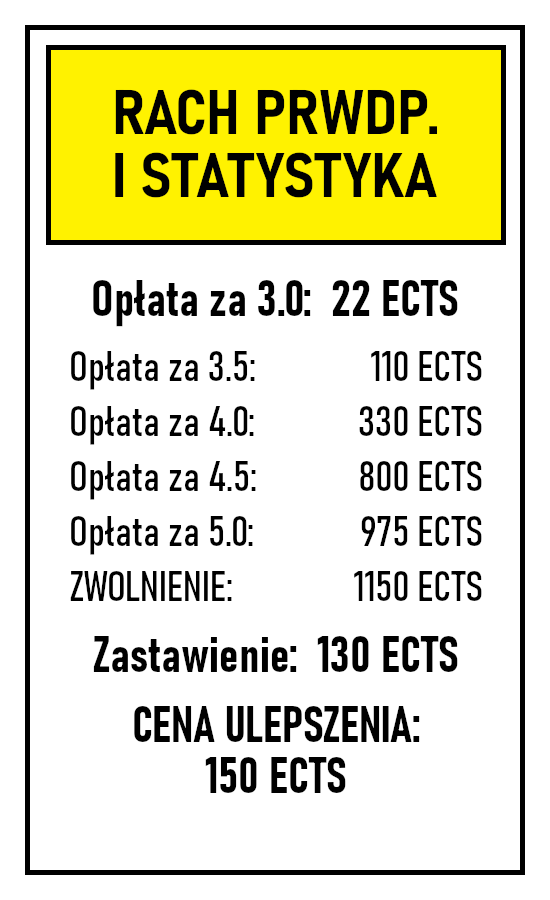 RACH PRWDP.
I STATYSTYKA
Opłata za 3.0: 22 ECTS
Opłata za 3.5: 110 ECTS
Opłata za 4.0: 330 ECTS
Opłata za 4.5: 800 ECTS
Opłata za 5.0: 975 ECTS
ZWOLNIENIE: 1150 ECTS
Zastawienie: 130 ECTS
CENA ULEPSZENIA:
150 ECTS